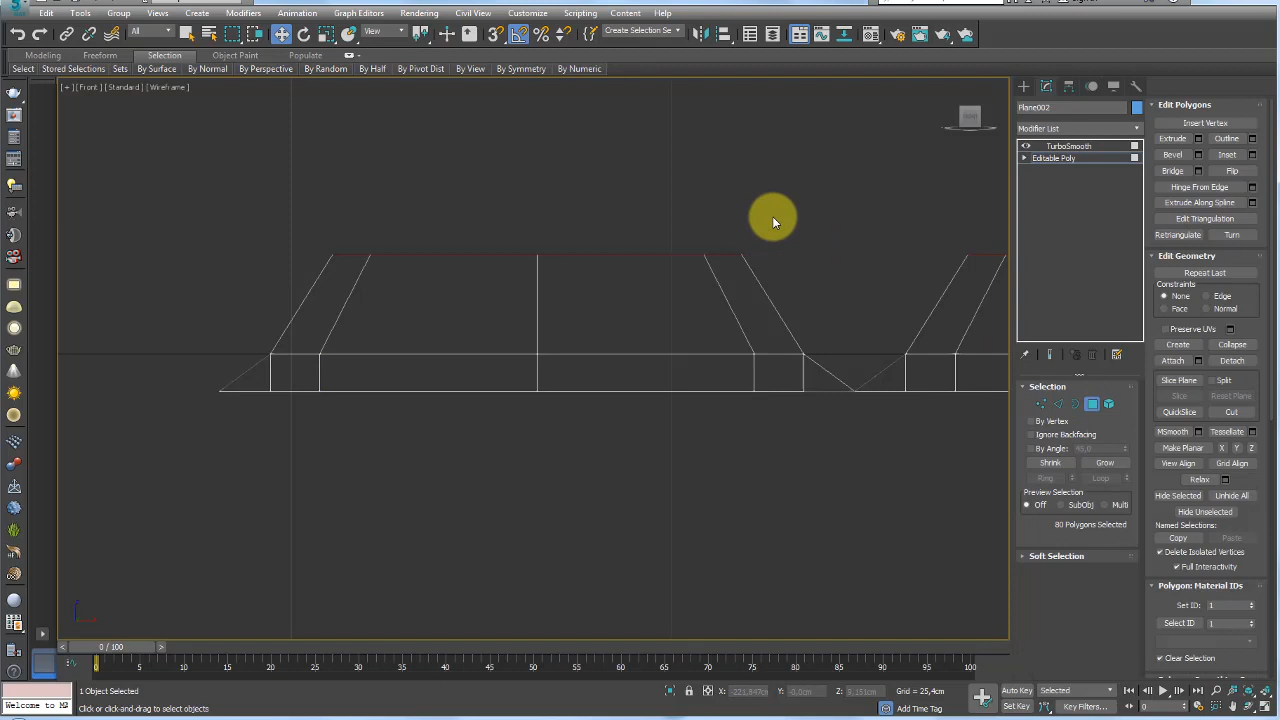 Edit Tools Group Views Create Modifiers Animation Graph Editors Rendering Civil View Customize Scripting Content Help
All View Create Selection Se
Modeling Freeform Selection Object Paint Populate
Select Stored Selections Sets By Surface By Normal By Perspective By Random By Half By Pivot Dist By View By Symmetry By Numeric
[+] [Front] [Standard] [Wireframe]
Plane002
Modifier List
TurboSmooth
Editable Poly
Selection
By Vertex
Ignore Backfacing
By Angle: 45,0
Shrink Grow
Ring Loop
Preview Selection
Off SubObj Multi
80 Polygons Selected
Soft Selection
Edit Polygons
Insert Vertex
Extrude Outline
Bevel Inset
Bridge Flip
Hinge From Edge
Extrude Along Spline
Edit Triangulation
Retriangulate Turn
Edit Geometry
Repeat Last
Constraints
None Edge
Face Normal
Preserve UVs
Create Collapse
Attach Detach
Slice Plane Split
Slice Reset Plane
QuickSlice Cut
MSmooth Tessellate
Make Planar X Y Z
View Align Grid Align
Relax
Hide Selected Unhide All
Hide Unselected
Named Selections:
Copy Paste
Delete Isolated Vertices
Full Interactivity
Polygon: Material IDs
Set ID: 1
Select ID 1
Clear Selection
0 / 100
0 5 10 15 20 25 30 35 40 45 50 55 60 65 70 75 80 85 90 95 100
1 Object Selected X: -221,847cm Y: -0,0cm Z: 9,151cm Grid = 25,4cm Auto Key Selected
Welcome to MA click or click-and-drag to select objects Add Time Tag Set Key Key Filters... 0